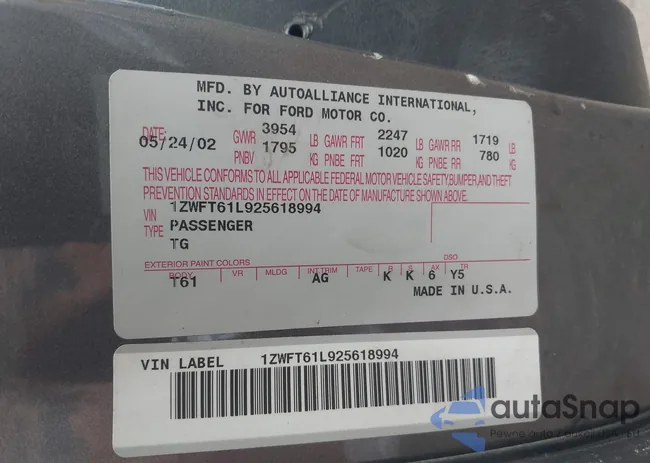 MFD. BY AUTOALLIANCE INTERNATIONAL,
INC. FOR FORD MOTOR CO.
DATE: 05/24/02 GVWR 3954 LB GAWR FRT 2247 LB GAWR RR 1719 LB
PNBV 1795 KG PNBE FRT 1020 KG PNBE RR 780 KG
THIS VEHICLE CONFORMS TO ALL APPLICABLE FEDERAL MOTOR VEHICLE SAFETY,BUMPER,AND THEFT
PREVENTION STANDARDS IN EFFECT ON THE DATE OF MANUFACTURE SHOWN ABOVE.
VIN 1ZWFT61L925618994
TYPE PASSENGER
TG
EXTERIOR PAINT COLORS DSO
BODY VR MLDG INT TRIM TAPE R S AX TR
T61 AG K K 6 Y5
MADE IN U.S.A.
VIN LABEL 1ZWFT61L925618994
autaSnap